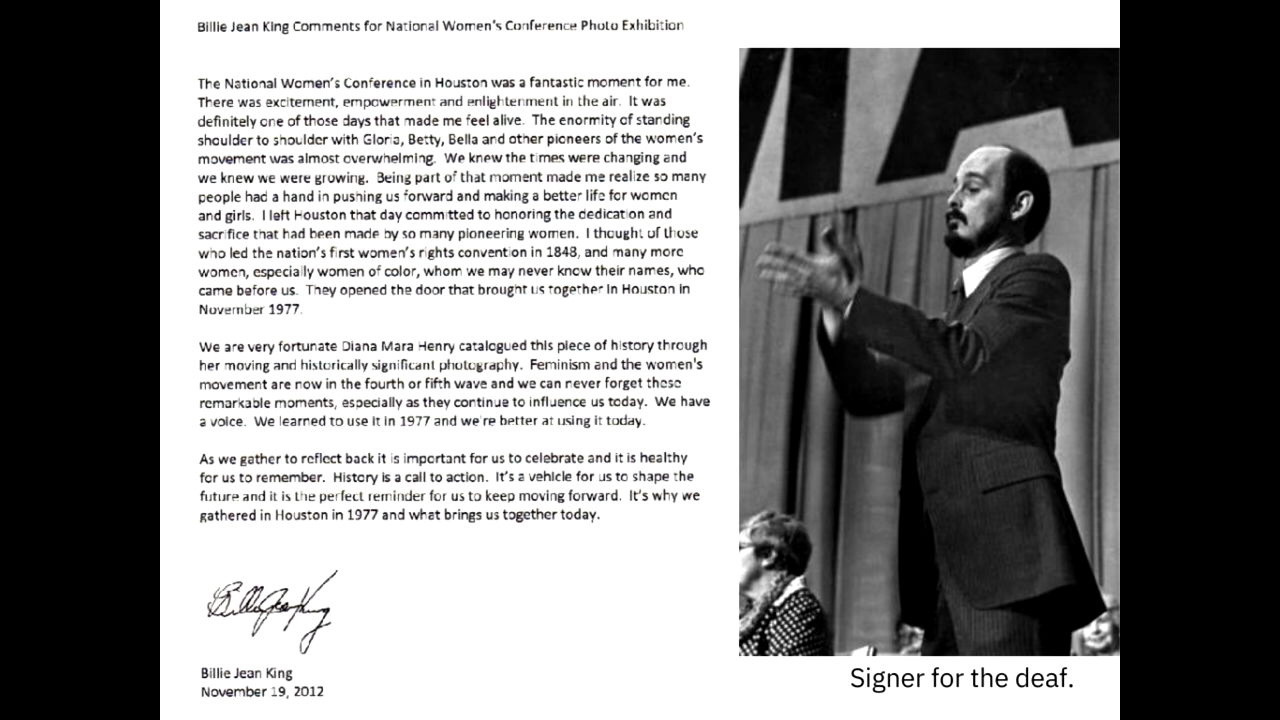 Billie Jean King Comments for National Women's Conference Photo Exhibition
The National Women's Conference in Houston was a fantastic moment for me.
There was excitement, empowerment and enlightenment in the air. It was
definitely one of those days that made me feel alive. The enormity of standing
shoulder to shoulder with Gloria, Betty, Bella and other pioneers of the women's
movement was almost overwhelming. We knew the times were changing and
we knew we were growing. Being part of that moment made me realize so many
people had a hand in pushing us forward and making a better life for women
and girls. I left Houston that day committed to honoring the dedication and
sacrifice that had been made by so many pioneering women. I thought of those
who led the nation's first women's rights convention in 1848, and many more
women, especially women of color, whom we may never know their names, who
came before us. They opened the door that brought us together in Houston in
November 1977.
We are very fortunate Diana Mara Henry catalogued this piece of history through
her moving and historically significant photography. Feminism and the women's
movement are now in the fourth or fifth wave and we can never forget these
remarkable moments, especially as they continue to influence us today. We have
a voice. We learned to use it in 1977 and we're better at using it today.
As we gather to reflect back it is important for us to celebrate and it is healthy
for us to remember. History is a call to action. It's a vehicle for us to shape the
future and it is the perfect reminder for us to keep moving forward. It's why we
gathered in Houston in 1977 and what brings us together today.
Billie Jean King
Billie Jean King
November 19, 2012
Signer for the deaf.